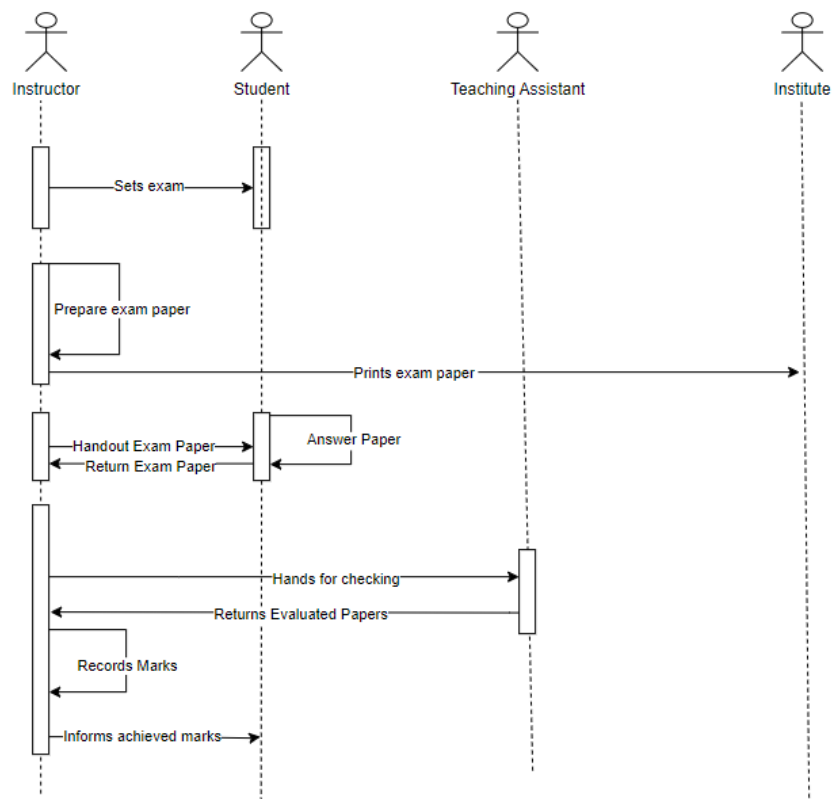 Instructor
Student
Teaching Assistant
Institute
Sets exam
Prepare exam paper
Prints exam paper
Answer Paper
Handout Exam Paper
Return Exam Paper
Hands for checking
Returns Evaluated Papers
Records Marks
Informs achieved marks